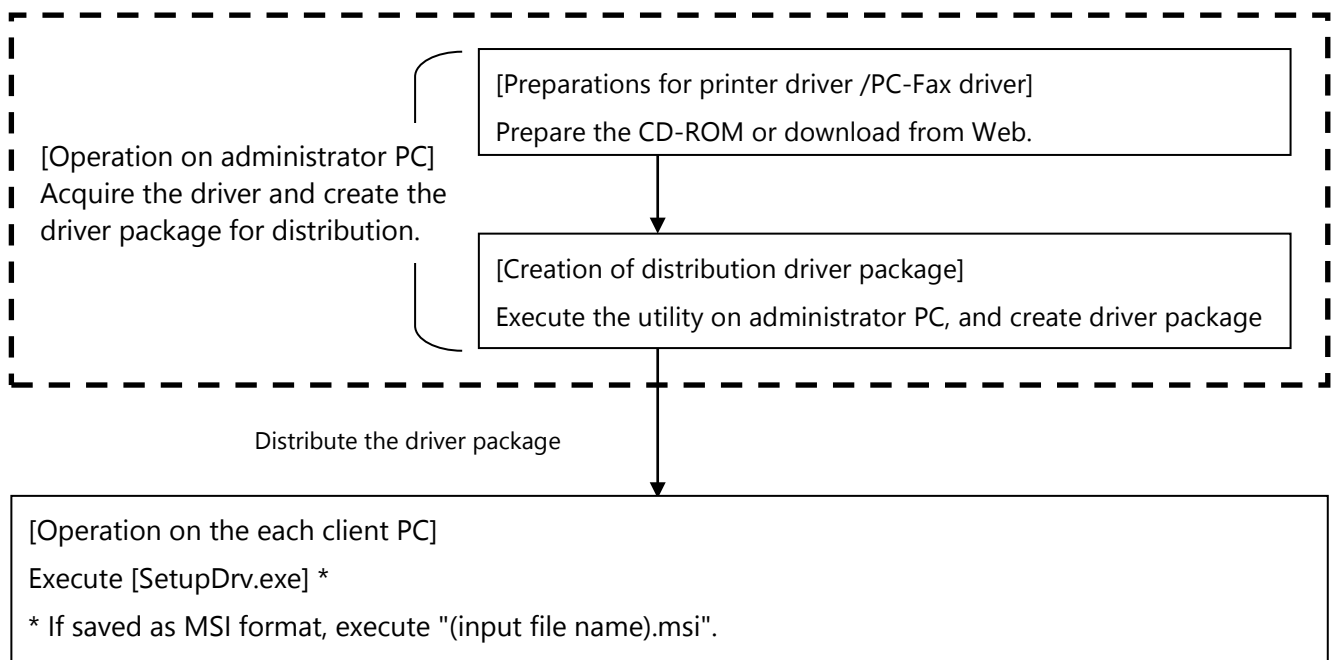 [Preparations for printer driver /PC-Fax driver]
Prepare the CD-ROM or download from Web.
[Operation on administrator PC]
Acquire the driver and create the
driver package for distribution.
[Creation of distribution driver package]
Execute the utility on administrator PC, and create driver package
Distribute the driver package
[Operation on the each client PC]
Execute [SetupDrv.exe] *
* If saved as MSI format, execute "(input file name).msi".